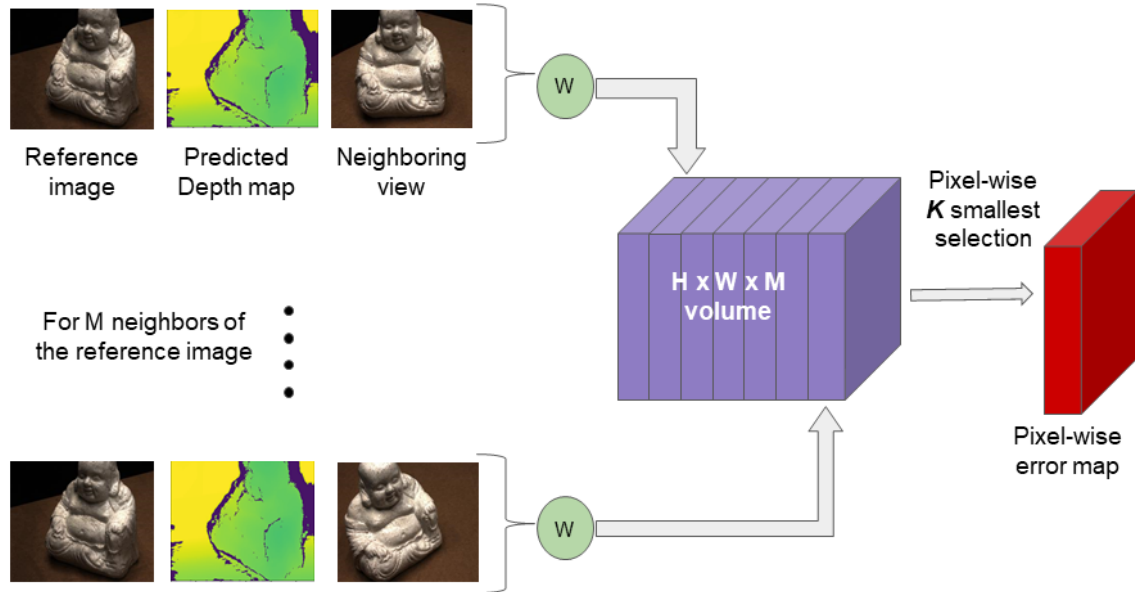 W
Reference
image
Predicted
Depth map
Neighboring
view
Pixel-wise
K smallest
selection
H x W x M
volume
For M neighbors of
the reference image
Pixel-wise
error map
W